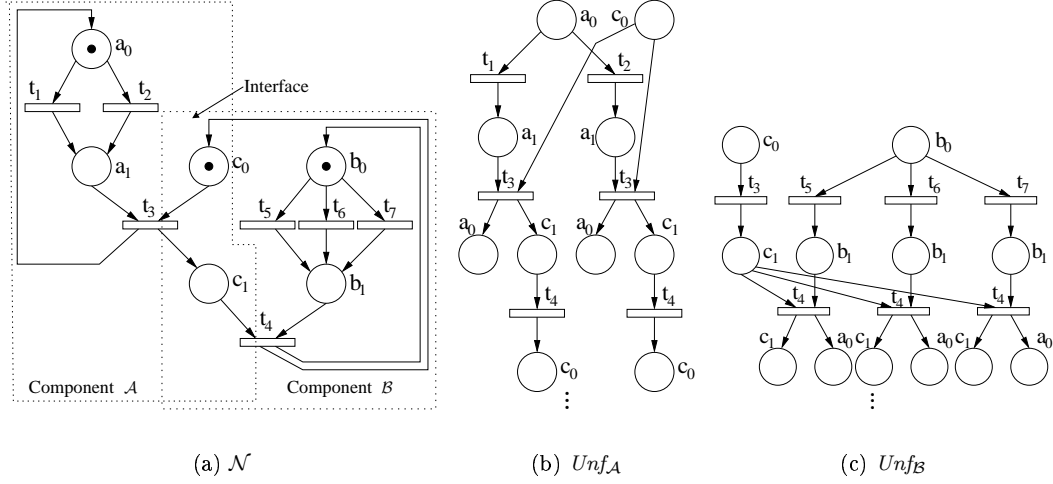 a0
t1 t2
a1
Interface
c0
b0
t3
t5 t6 t7
c1
b1
t4
Component A
Component B
(a) N
a0 c0
t1 t2
a1 a1
t3 t3
a0 c1 a0 c1
t4 t4
c0 c0
(b) UnfA
c0 b0
t3 t5 t6 t7
c1 b1 b1 b1
t4 t4 t4
c1 a0 c1 a0 c1 a0
(c) UnfB